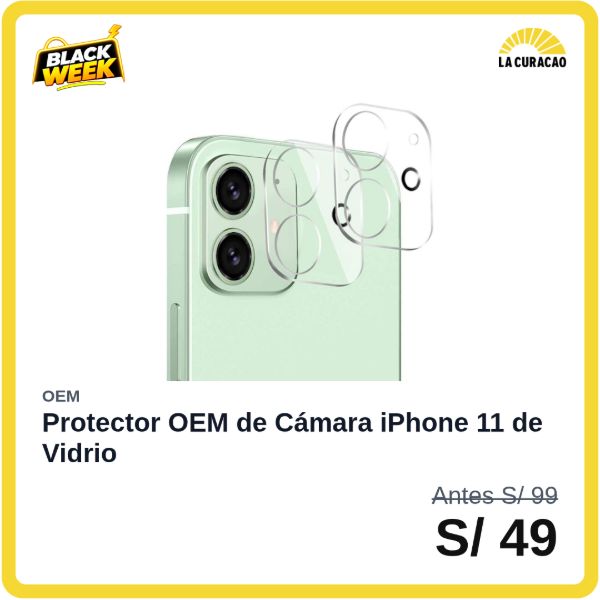 BLACK
WEEK
LA CURACAO
OEM
Protector OEM de Cámara iPhone 11 de
Vidrio
Antes S/ 99
S/ 49